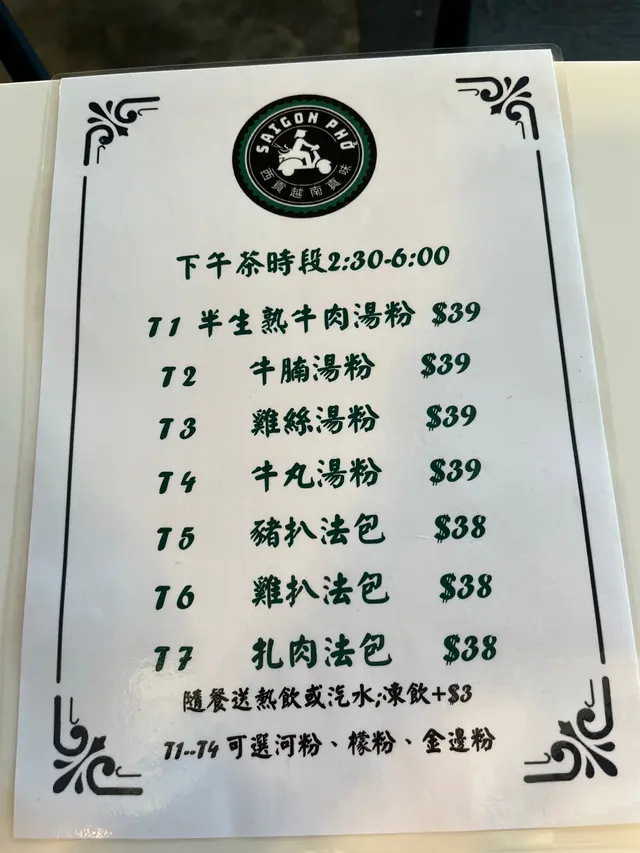 SAIGON PHỞ
西貢越南真味
下午茶時段2:30-6:00
T1 半生熟牛肉湯粉 $39
T2 牛腩湯粉 $39
T3 雞絲湯粉 $39
T4 牛丸湯粉 $39
T5 豬扒法包 $38
T6 雞扒法包 $38
T7 扎肉法包 $38
隨餐送熱飲或汽水;凍飲+$3
T1--T4 可選河粉、檬粉、金邊粉